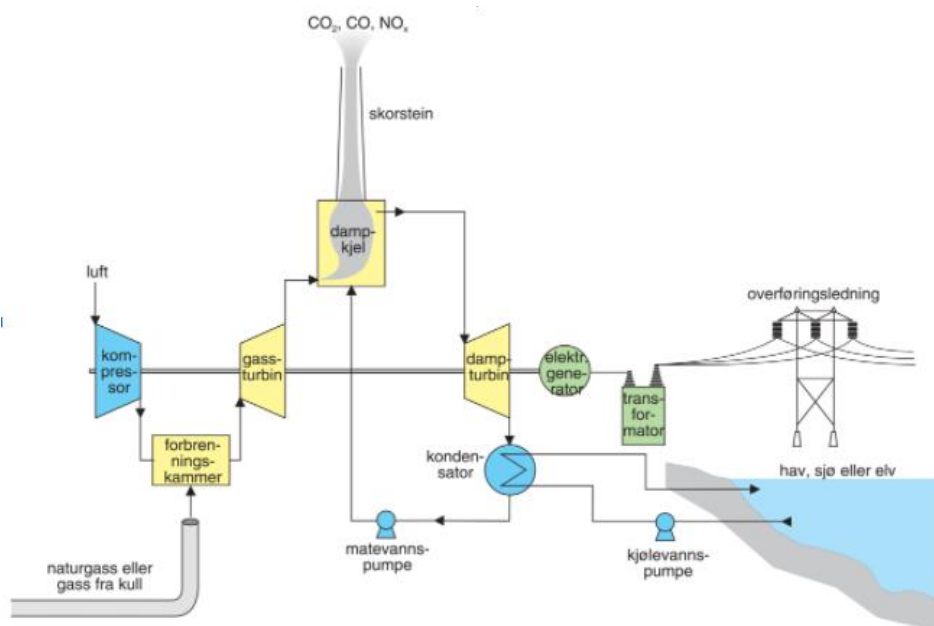 CO₂, CO, NOₓ
skorstein
damp-
kjel
luft
overføringsledning
kom-
pres-
sor
gass-
turbin
damp-
turbin
elektr.
gene-
rator
trans-
for-
mator
forbren-
nings-
kammer
konden-
sator
hav, sjø eller elv
matevanns-
pumpe
kjølevanns-
pumpe
naturgass eller
gass fra kull